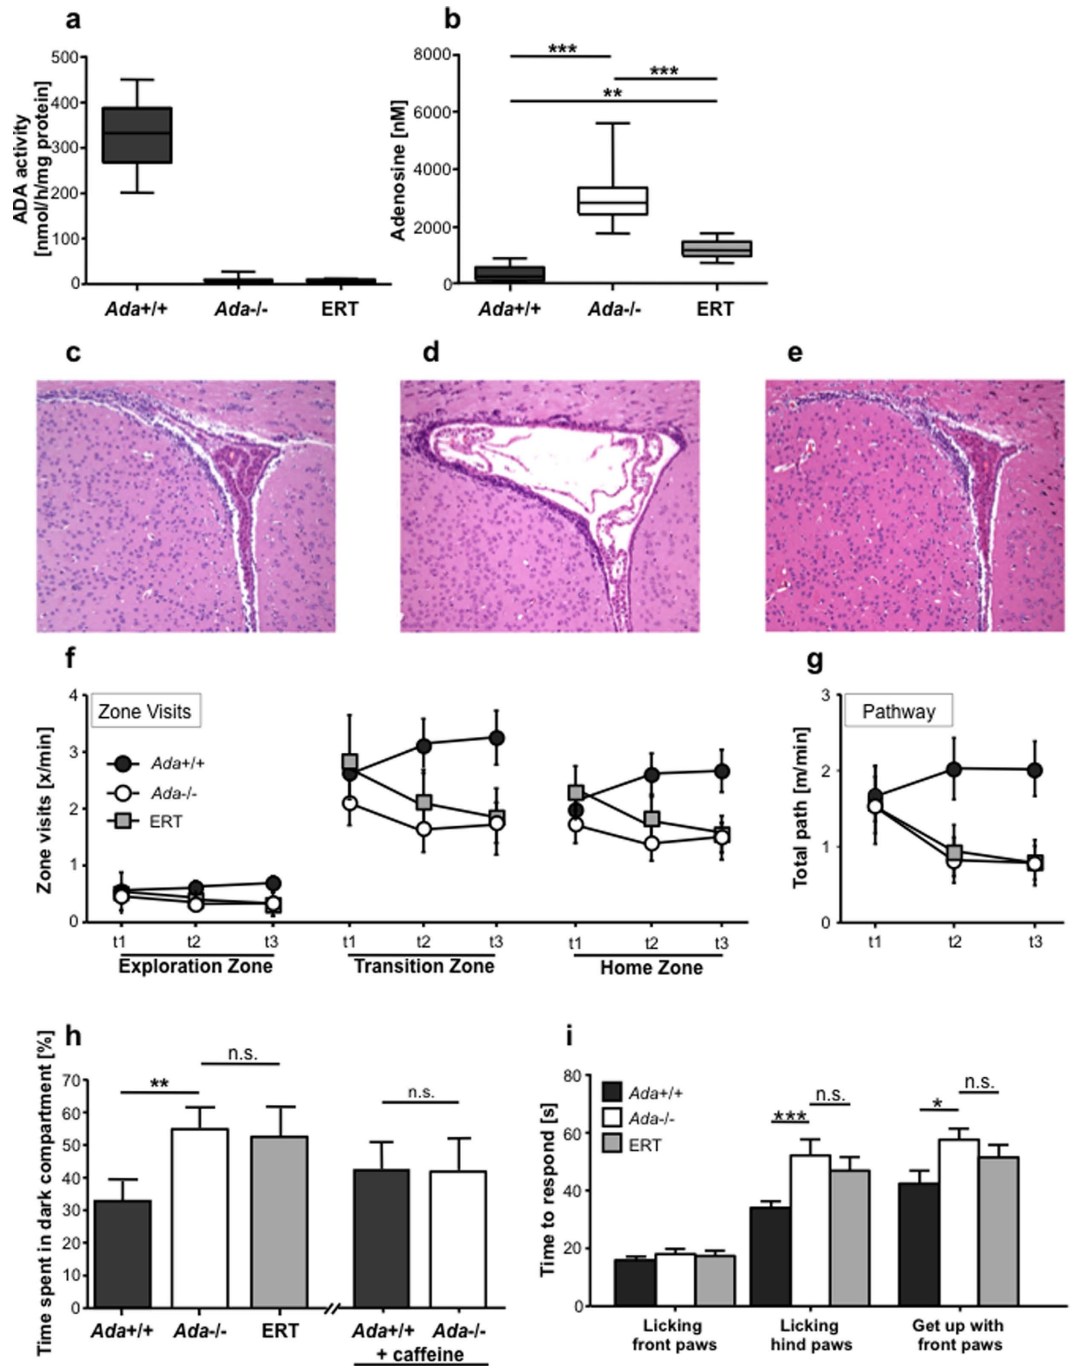 a
ADA activity
[nmol/h/mg protein]
500
400
300
200
100
0
Ada+/+ Ada-/- ERT
b
Adenosine [nM]
8000
6000
4000
2000
0
***
***
**
Ada+/+ Ada-/- ERT
c
d
e
f
Zone visits [x/min]
4
3
2
1
0
Zone Visits
Ada+/+
Ada-/-
ERT
t1 t2 t3 t1 t2 t3 t1 t2 t3
Exploration Zone Transition Zone Home Zone
g
Total path [m/min]
3
2
1
0
Pathway
t1 t2 t3
h
Time spent in dark compartment [%]
70
60
50
40
30
20
10
0
**
n.s.
n.s.
Ada+/+ Ada-/- ERT Ada+/+ Ada-/-
+ caffeine
i
Time to respond [s]
80
60
40
20
0
Ada+/+
Ada-/-
ERT
***
n.s.
*
n.s.
Licking
front paws
Licking
hind paws
Get up with
front paws